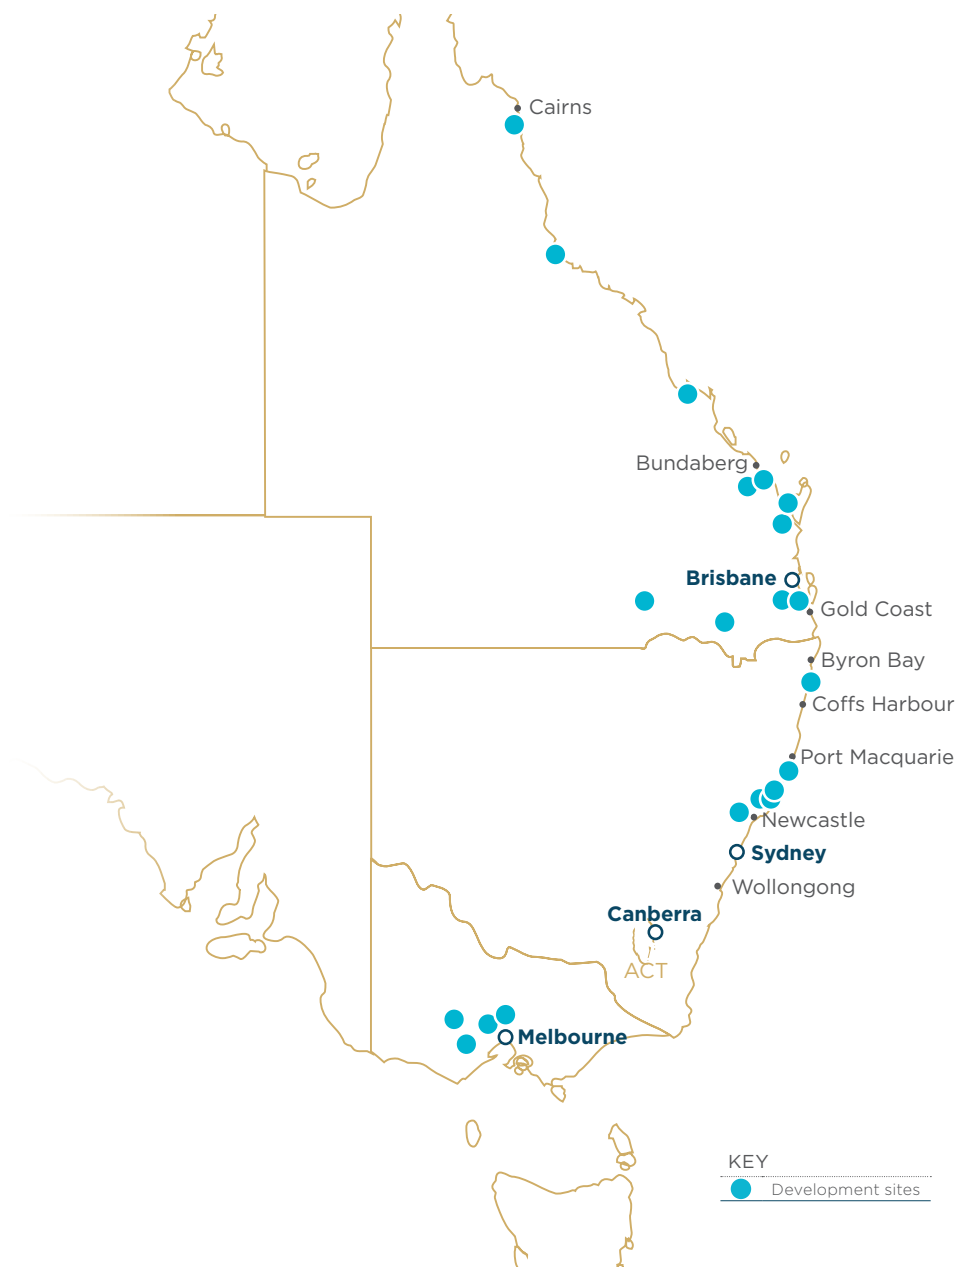 Cairns
Bundaberg
Brisbane
Gold Coast
Byron Bay
Coffs Harbour
Port Macquarie
Newcastle
Sydney
Wollongong
Canberra
ACT
Melbourne
KEY
Development sites